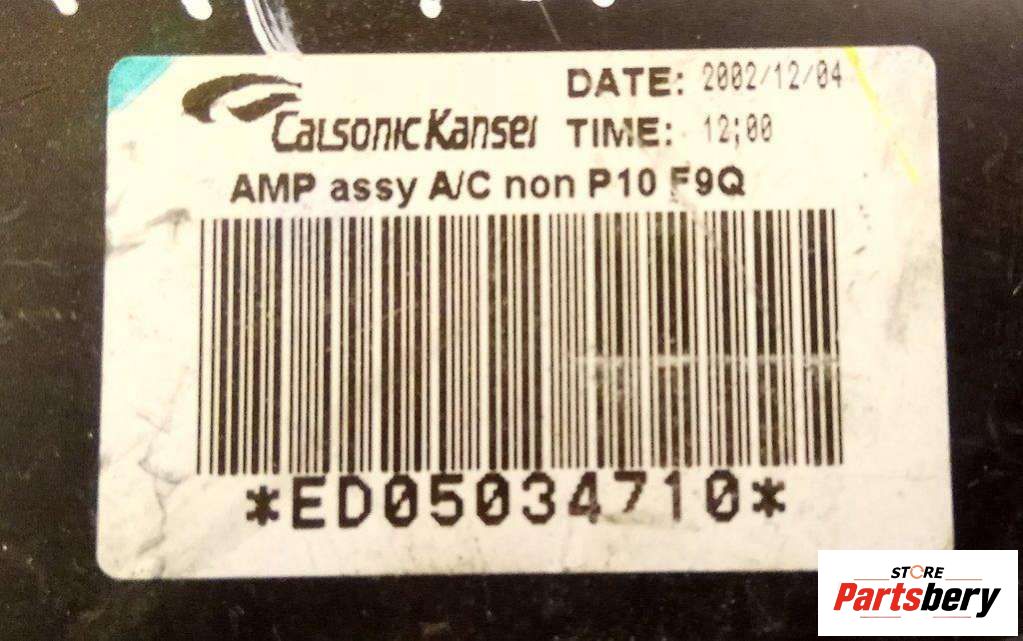 CalsonicKansei
DATE: 2002/12/04
TIME: 12;00
AMP assy A/C non P10 F9Q
*ED05034710*
STORE
Partsbery